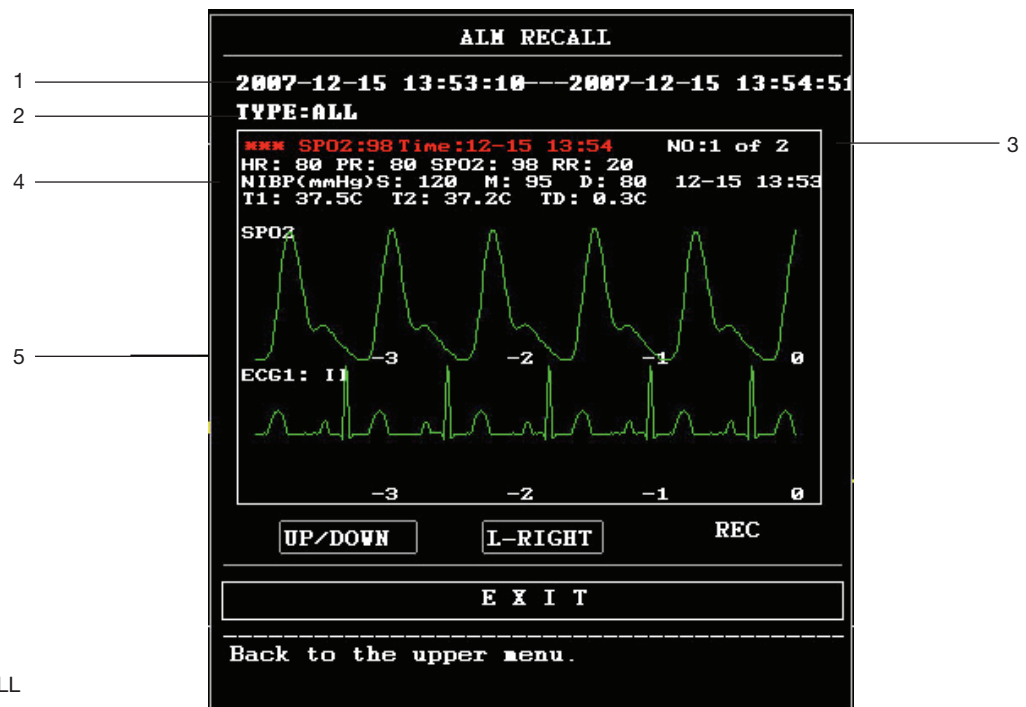 ALM RECALL
1
2007-12-15 13:53:10---2007-12-15 13:54:51
2
TYPE:ALL
*** SPO2:98 Time:12-15 13:54 NO:1 of 2
3
HR: 80 PR: 80 SPO2: 98 RR: 20
4
NIBP(mmHg)S: 120 M: 95 D: 80 12-15 13:53
T1: 37.5C T2: 37.2C TD: 0.3C
SPO2
5
-3 -2 -1 0
ECG1: II
-3 -2 -1 0
UP/DOWN L-RIGHT REC
E X I T
Back to the upper menu.
LL